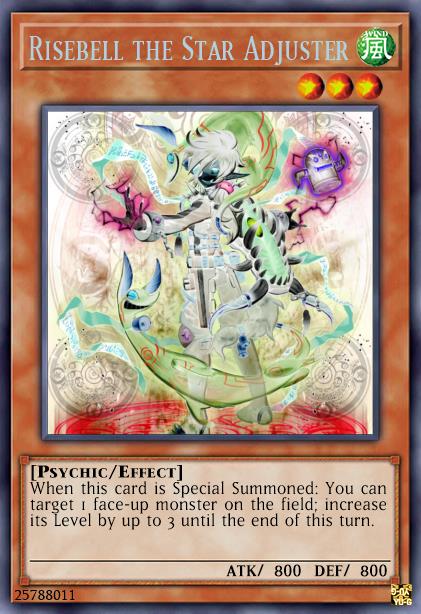 Risebell the Star Adjuster
WIND
風
[Psychic/Effect]
When this card is Special Summoned: You can
target 1 face-up monster on the field; increase
its Level by up to 3 until the end of this turn.
ATK/ 800 DEF/ 800
25788011